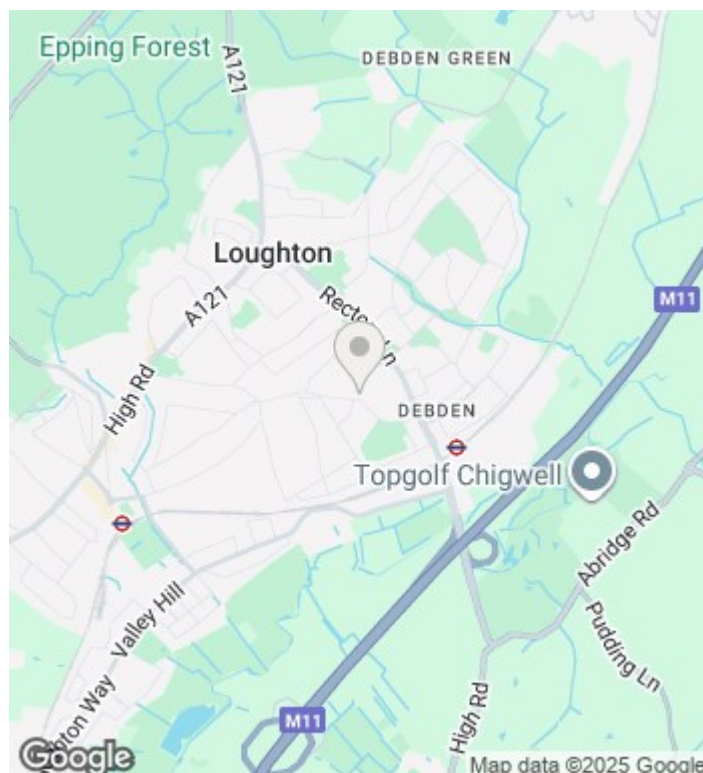 Epping Forest
A121
DEBDEN GREEN
Loughton
M11
A121
High Rd
DEBDEN
Topgolf Chigwell
Abridge Rd
Valley Hill
Pudding Ln
High Rd
M11
Google
Map data ©2025 Google